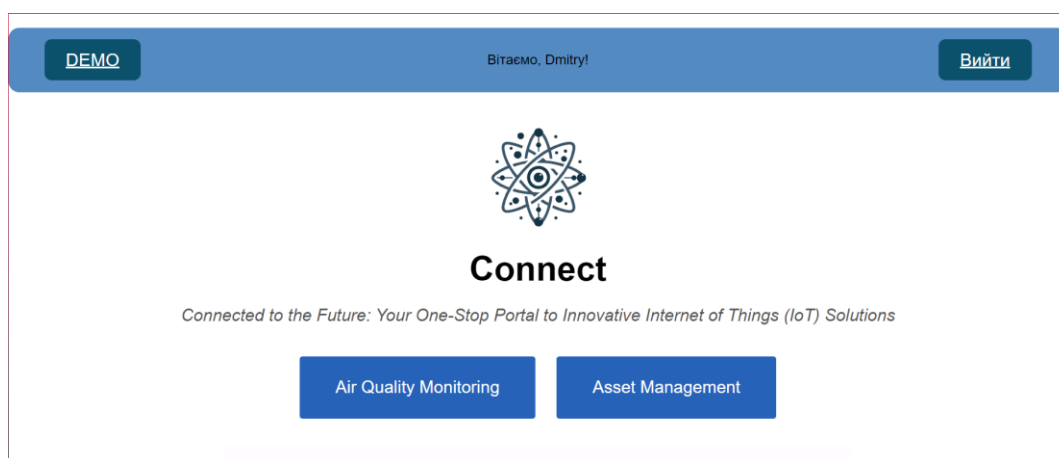 DEMO
Вітаємо, Dmitry!
Вийти
Connect
Connected to the Future: Your One-Stop Portal to Innovative Internet of Things (IoT) Solutions
Air Quality Monitoring
Asset Management